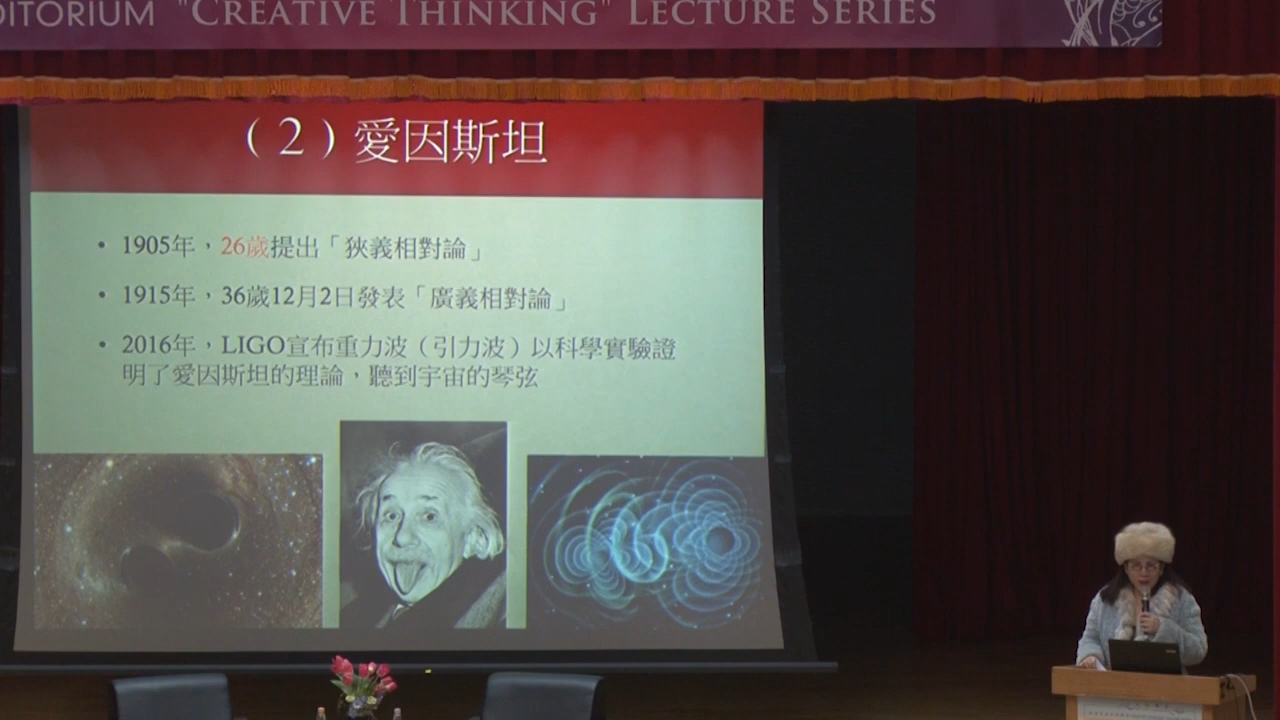 DITORIUM "CREATIVE THINKING" LECTURE SERIES
(2)愛因斯坦
• 1905年，26歲提出「狹義相對論」
• 1915年，36歲12月2日發表「廣義相對論」
• 2016年，LIGO宣布重力波（引力波）以科學實驗證
明了愛因斯坦的理論，聽到宇宙的琴弦